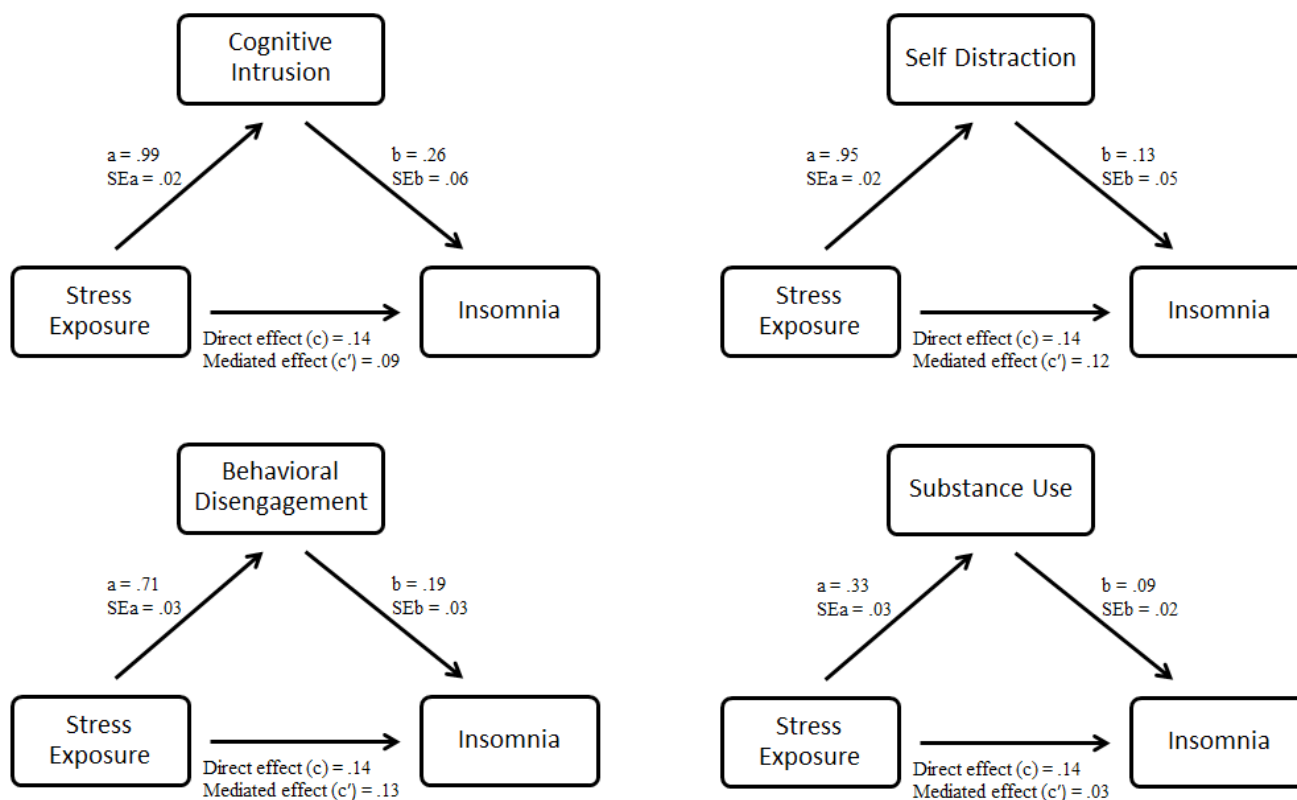 Cognitive
Intrusion
a = .99
SEa = .02
b = .26
SEb = .06
Stress
Exposure
Insomnia
Direct effect (c) = .14
Mediated effect (c′) = .09
Self Distraction
a = .95
SEa = .02
b = .13
SEb = .05
Stress
Exposure
Insomnia
Direct effect (c) = .14
Mediated effect (c′) = .12
Behavioral
Disengagement
a = .71
SEa = .03
b = .19
SEb = .03
Stress
Exposure
Insomnia
Direct effect (c) = .14
Mediated effect (c′) = .13
Substance Use
a = .33
SEa = .03
b = .09
SEb = .02
Stress
Exposure
Insomnia
Direct effect (c) = .14
Mediated effect (c′) = .03